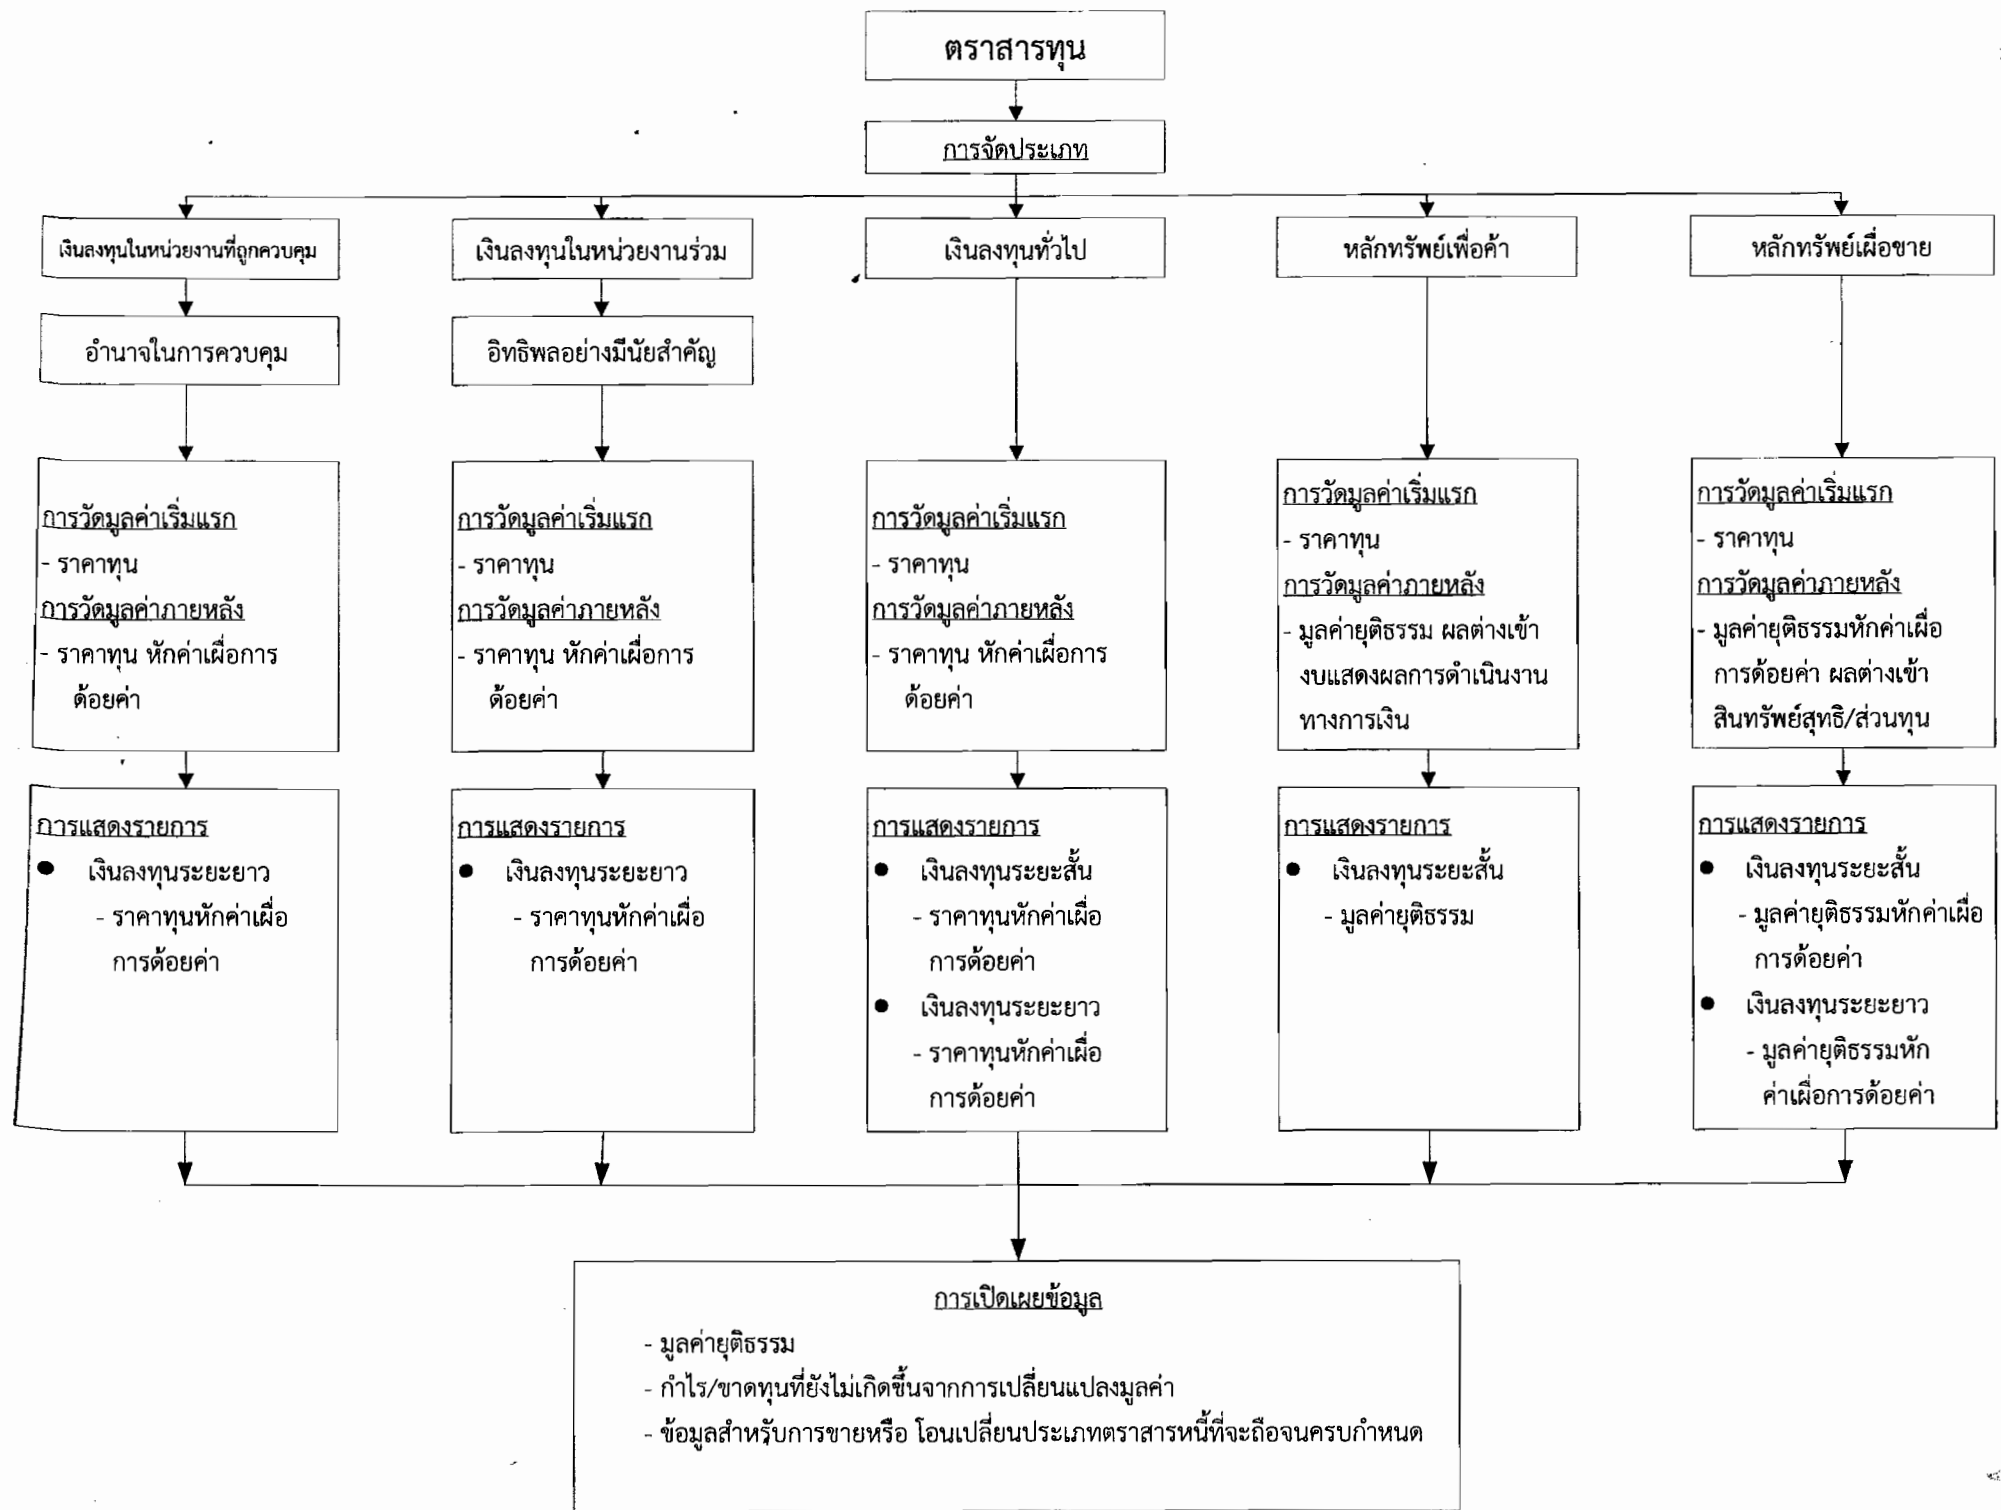 ตราสารทุน
การจัดประเภท
เงินลงทุนในหน่วยงานที่ถูกควบคุม
เงินลงทุนในหน่วยงานร่วม
เงินลงทุนทั่วไป
หลักทรัพย์เพื่อค้า
หลักทรัพย์เผื่อขาย
อำนาจในการควบคุม
อิทธิพลอย่างมีนัยสำคัญ
การวัดมูลค่าเริ่มแรก
- ราคาทุน
การวัดมูลค่าภายหลัง
- ราคาทุน หักค่าเผื่อการ
ด้อยค่า
การวัดมูลค่าเริ่มแรก
- ราคาทุน
การวัดมูลค่าภายหลัง
- ราคาทุน หักค่าเผื่อการ
ด้อยค่า
การวัดมูลค่าเริ่มแรก
- ราคาทุน
การวัดมูลค่าภายหลัง
- ราคาทุน หักค่าเผื่อการ
ด้อยค่า
การวัดมูลค่าเริ่มแรก
- ราคาทุน
การวัดมูลค่าภายหลัง
- มูลค่ายุติธรรม ผลต่างเข้า
งบแสดงผลการดำเนินงาน
ทางการเงิน
การวัดมูลค่าเริ่มแรก
- ราคาทุน
การวัดมูลค่าภายหลัง
- มูลค่ายุติธรรมหักค่าเผื่อ
การด้อยค่า ผลต่างเข้า
สินทรัพย์สุทธิ/ส่วนทุน
การแสดงรายการ
● เงินลงทุนระยะยาว
- ราคาทุนหักค่าเผื่อ
การด้อยค่า
การแสดงรายการ
● เงินลงทุนระยะยาว
- ราคาทุนหักค่าเผื่อ
การด้อยค่า
การแสดงรายการ
● เงินลงทุนระยะสั้น
- ราคาทุนหักค่าเผื่อ
การด้อยค่า
● เงินลงทุนระยะยาว
- ราคาทุนหักค่าเผื่อ
การด้อยค่า
การแสดงรายการ
● เงินลงทุนระยะสั้น
- มูลค่ายุติธรรม
การแสดงรายการ
● เงินลงทุนระยะสั้น
- มูลค่ายุติธรรมหักค่าเผื่อ
การด้อยค่า
● เงินลงทุนระยะยาว
- มูลค่ายุติธรรมหัก
ค่าเผื่อการด้อยค่า
การเปิดเผยข้อมูล
- มูลค่ายุติธรรม
- กำไร/ขาดทุนที่ยังไม่เกิดขึ้นจากการเปลี่ยนแปลงมูลค่า
- ข้อมูลสำหรับการขายหรือ โอนเปลี่ยนประเภทตราสารหนี้ที่จะถือจนครบกำหนด